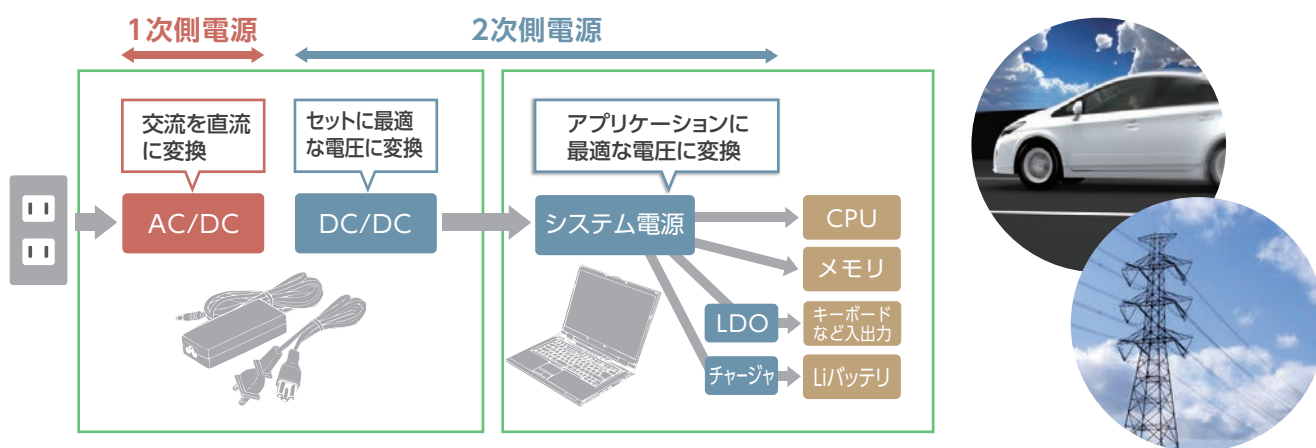 1次側電源
2次側電源
交流を直流
に変換
セットに最適
な電圧に変換
アプリケーションに
最適な電圧に変換
AC/DC
DC/DC
システム電源
CPU
メモリ
LDO
キーボード
など入出力
チャージャ
Liバッテリ